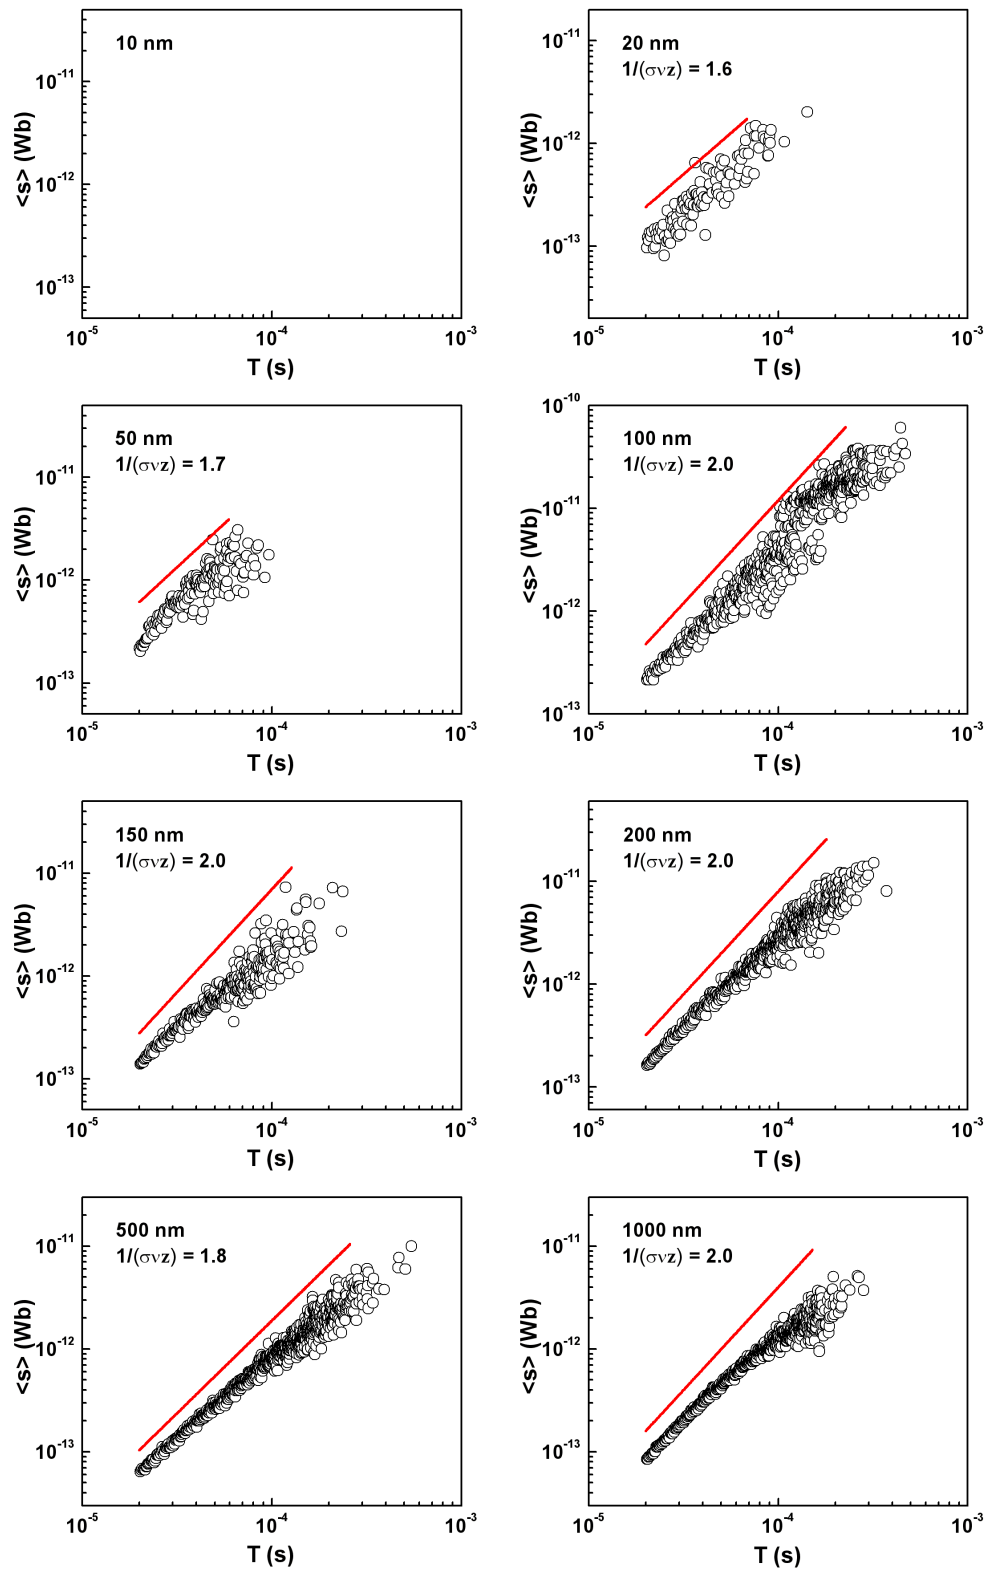 10 nm
10⁻¹¹
10⁻¹²
10⁻¹³
<s> (Wb)
10⁻⁵
10⁻⁴
10⁻³
T (s)
20 nm
1/(σνz) = 1.6
10⁻¹¹
10⁻¹²
10⁻¹³
<s> (Wb)
10⁻⁵
10⁻⁴
10⁻³
T (s)
50 nm
1/(σνz) = 1.7
10⁻¹¹
10⁻¹²
10⁻¹³
<s> (Wb)
10⁻⁵
10⁻⁴
10⁻³
T (s)
100 nm
1/(σνz) = 2.0
10⁻¹⁰
10⁻¹¹
10⁻¹²
10⁻¹³
<s> (Wb)
10⁻⁵
10⁻⁴
10⁻³
T (s)
150 nm
1/(σνz) = 2.0
10⁻¹¹
10⁻¹²
10⁻¹³
<s> (Wb)
10⁻⁵
10⁻⁴
10⁻³
T (s)
200 nm
1/(σνz) = 2.0
10⁻¹¹
10⁻¹²
10⁻¹³
<s> (Wb)
10⁻⁵
10⁻⁴
10⁻³
T (s)
500 nm
1/(σνz) = 1.8
10⁻¹¹
10⁻¹²
10⁻¹³
<s> (Wb)
10⁻⁵
10⁻⁴
10⁻³
T (s)
1000 nm
1/(σνz) = 2.0
10⁻¹¹
10⁻¹²
10⁻¹³
<s> (Wb)
10⁻⁵
10⁻⁴
10⁻³
T (s)